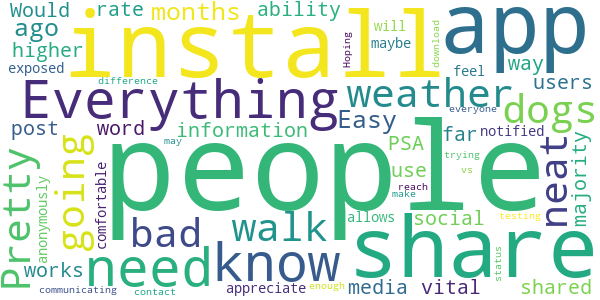 Would rate months ability
ago install app
higher will
maybe Hoping download
exposed difference feel way
Everything weather users
dogs
post word information Easy PSA far notified everyone
people
Pretty going anonymously comfortable
use trying vs may
make reach neat majority
bad walk allows social testing
need know share
works appreciate enough media vital shared status
communicating contact